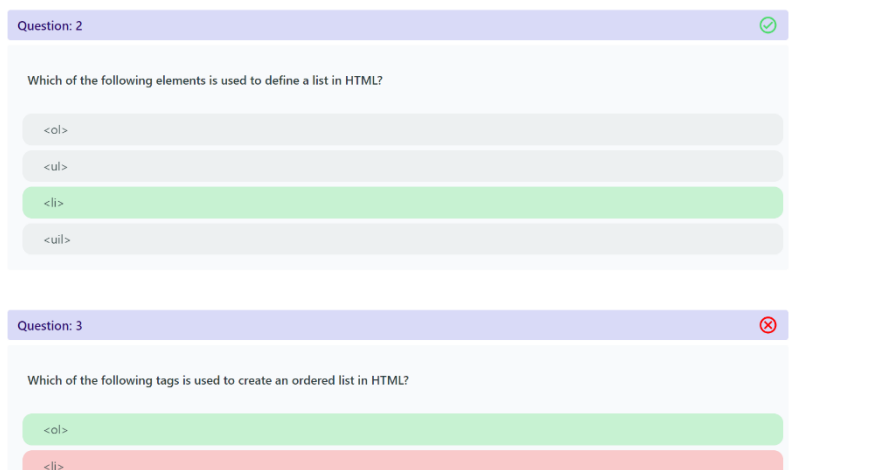 Question: 2
Which of the following elements is used to define a list in HTML?
<ol>
<ul>
<li>
<uil>
Question: 3
Which of the following tags is used to create an ordered list in HTML?
<ol>
<li>